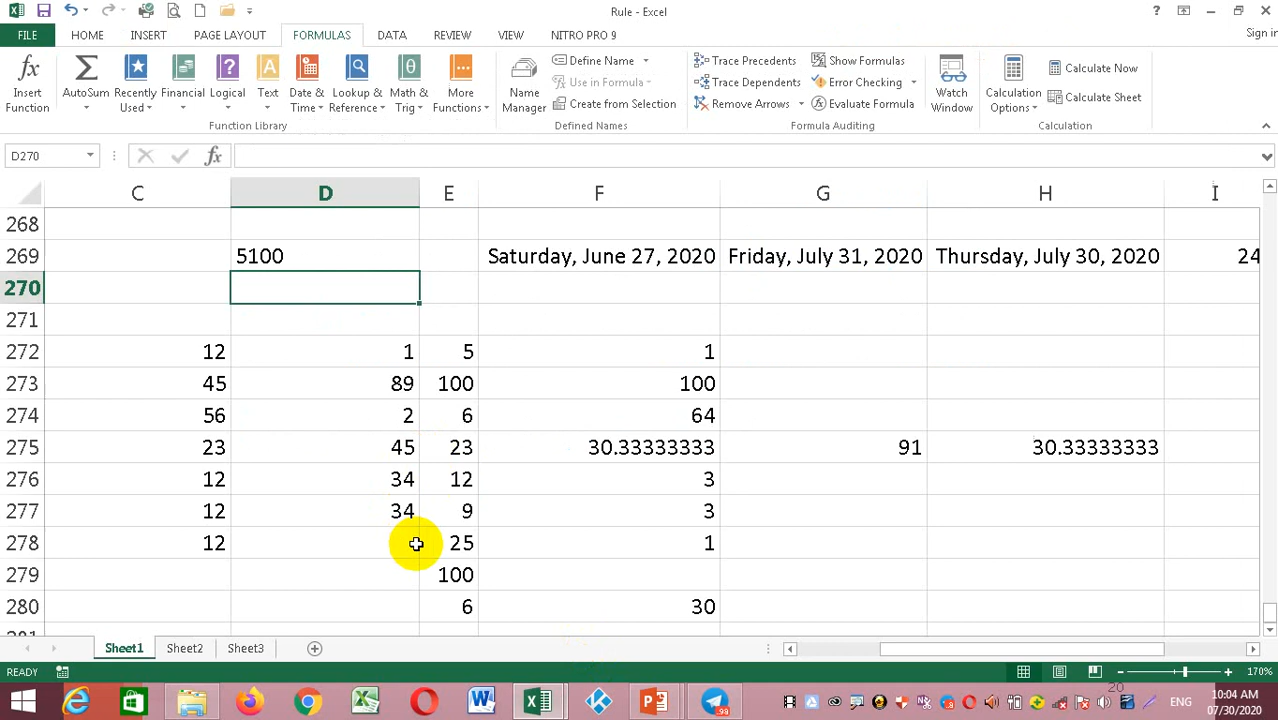 Rule - Excel
?
Sign in
FILE HOME INSERT PAGE LAYOUT FORMULAS DATA REVIEW VIEW NITRO PRO 9
fx Σ ? A θ
Insert Function
AutoSum
Recently Used
Financial
Logical
Text
Date & Time
Lookup & Reference
Math & Trig
More Functions
Function Library
Name Manager
Define Name
Use in Formula
Create from Selection
Defined Names
Trace Precedents
Trace Dependents
Remove Arrows
Show Formulas
Error Checking
Evaluate Formula
Formula Auditing
Watch Window
Calculation Options
Calculate Now
Calculate Sheet
Calculation
D270 fx
C D E F G H I
268
269 5100 Saturday, June 27, 2020 Friday, July 31, 2020 Thursday, July 30, 2020 24
270
271
272 12 1 5 1
273 45 89 100 100
274 56 2 6 64
275 23 45 23 30.33333333 91 30.33333333
276 12 34 12 3
277 12 34 9 3
278 12 25 1
279 100
280 6 30
281
Sheet1 Sheet2 Sheet3
READY 170%
98
20
ENG
10:04 AM
07/30/2020